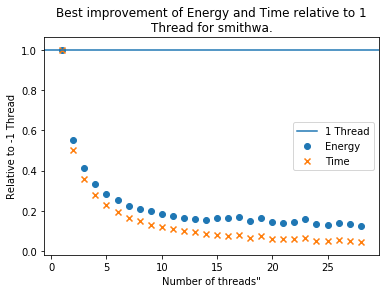 Best improvement of Energy and Time relative to 1
Thread for smithwa.
Relative to -1 Thread
1.0
0.8
0.6
0.4
0.2
0.0
1 Thread
Energy
Time
0
5
10
15
20
25
Number of threads"